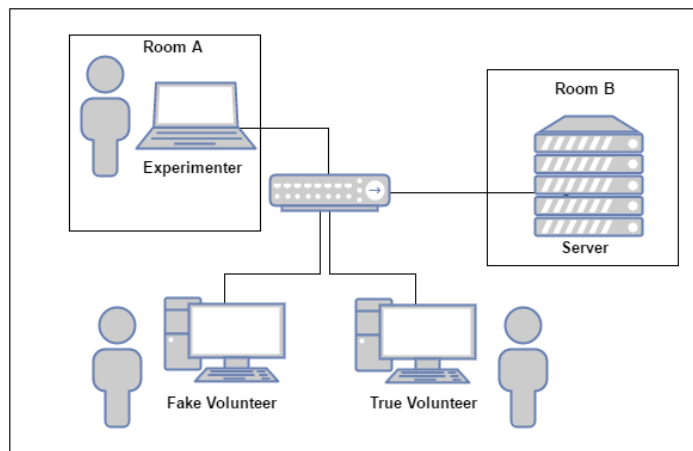 Room A
Experimenter
Room B
Server
Fake Volunteer
True Volunteer